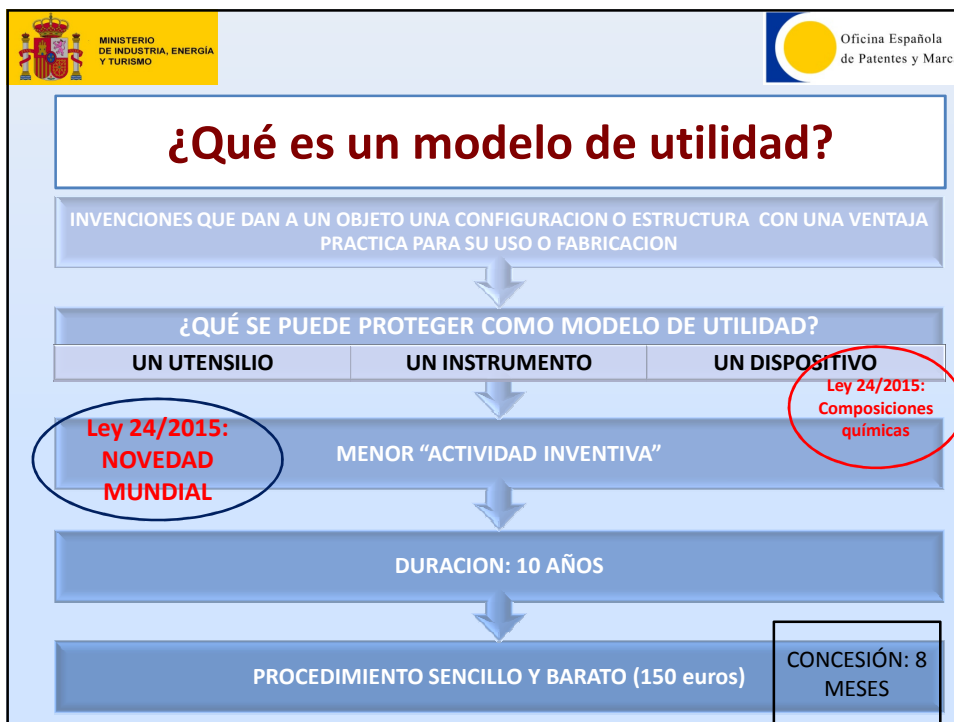 MINISTERIO
DE INDUSTRIA, ENERGÍA
Y TURISMO
Oficina Española
de Patentes y Marc
¿Qué es un modelo de utilidad?
INVENCIONES QUE DAN A UN OBJETO UNA CONFIGURACION O ESTRUCTURA CON UNA VENTAJA
PRACTICA PARA SU USO O FABRICACION
¿QUÉ SE PUEDE PROTEGER COMO MODELO DE UTILIDAD?
UN UTENSILIO
UN INSTRUMENTO
UN DISPOSITIVO
Ley 24/2015:
Composiciones
químicas
Ley 24/2015:
NOVEDAD
MUNDIAL
MENOR “ACTIVIDAD INVENTIVA”
DURACION: 10 AÑOS
PROCEDIMIENTO SENCILLO Y BARATO (150 euros)
CONCESIÓN: 8
MESES